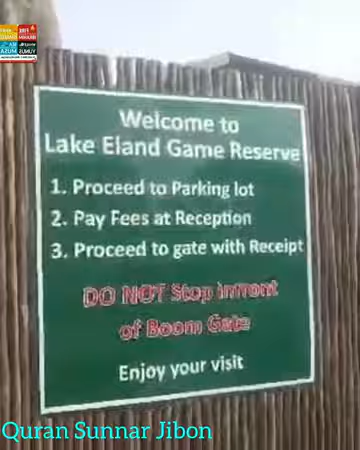 Welcome to
Lake Eland Game Reserve
1. Proceed to Parking lot
2. Pay Fees at Reception
3. Proceed to gate with Receipt
DO NOT Stop infront
of Boom Gate
Enjoy your visit
Quran Sunnar Jibon